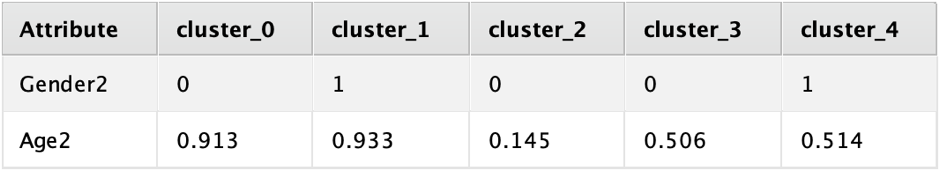 Attribute cluster_0 cluster_1 cluster_2 cluster_3 cluster_4
Gender2 0 1 0 0 1
Age2 0.913 0.933 0.145 0.506 0.514